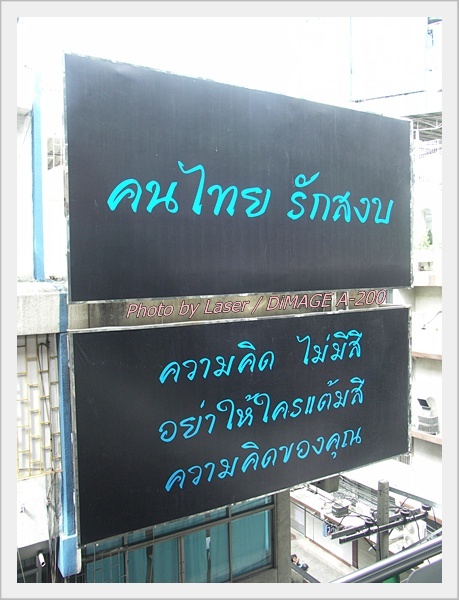 คนไทย รักสงบ
Photo by Laser / DiMAGE A-200
ความคิด ไม่มีสี
อย่าให้ใครแต้มสี
ความคิดของคุณ